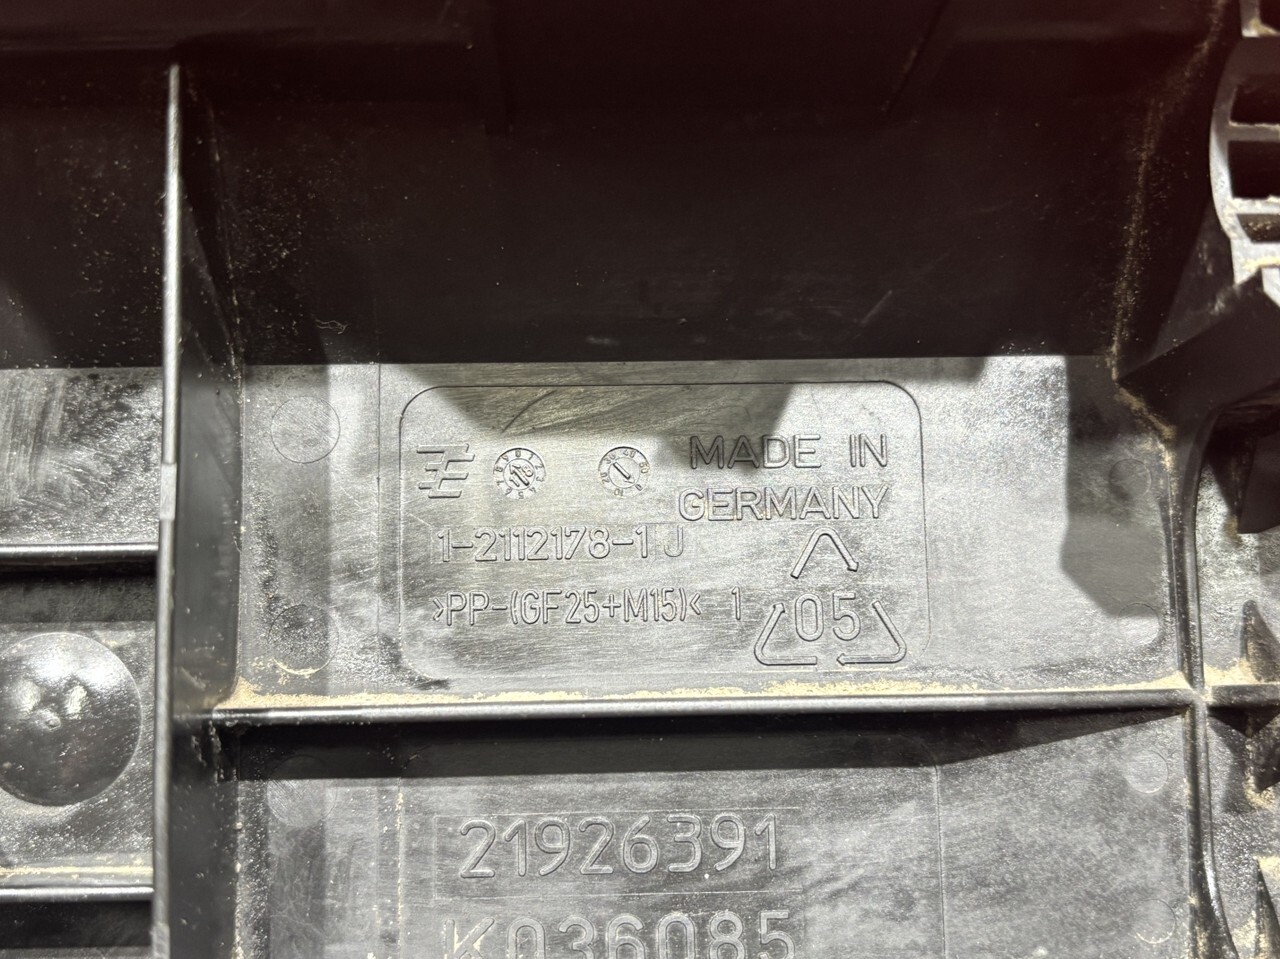 MADE IN
GERMANY
1-2112178-1 J
>PP-(GF25+M15)< 1
05
21926391
K036085